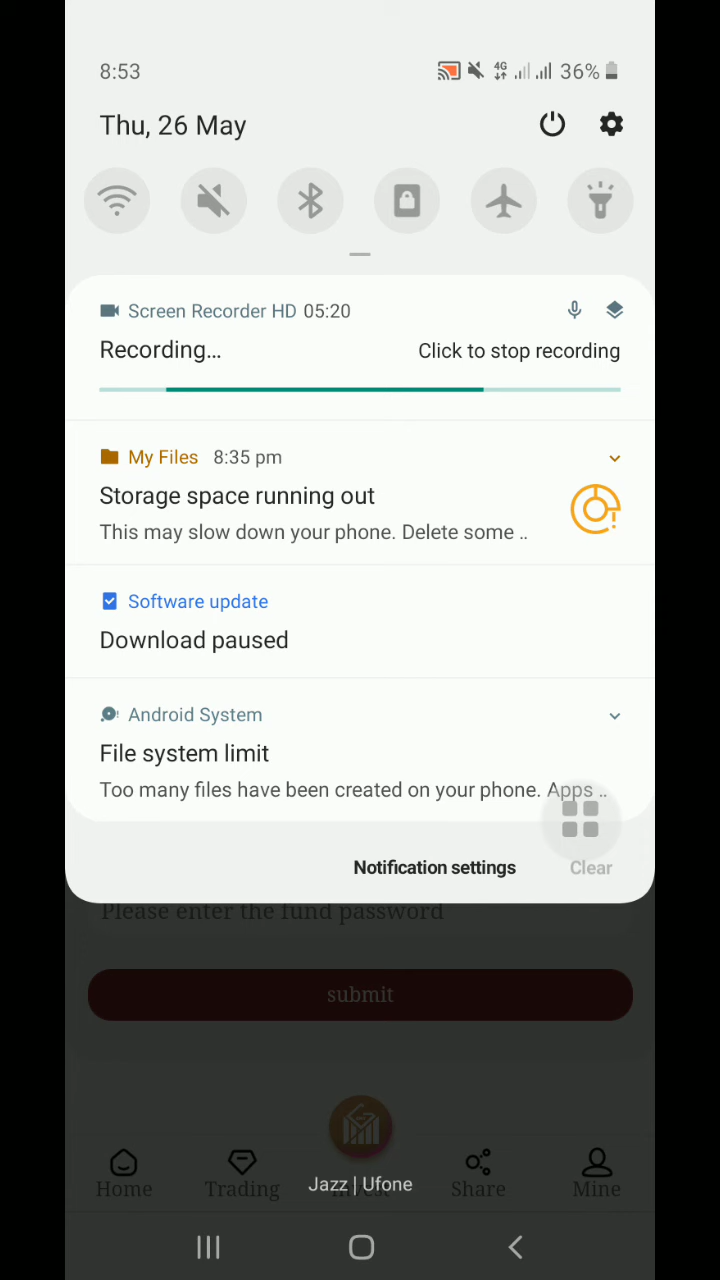 8:53
4G
36%
Thu, 26 May
Screen Recorder HD 05:20
Recording...
Click to stop recording
My Files 8:35 pm
Storage space running out
This may slow down your phone. Delete some ..
Software update
Download paused
Android System
File system limit
Too many files have been created on your phone. Apps ..
Notification settings
Clear
Please enter the fund password
submit
Jazz | Ufone
Home
Trading
Invest
Share
Mine